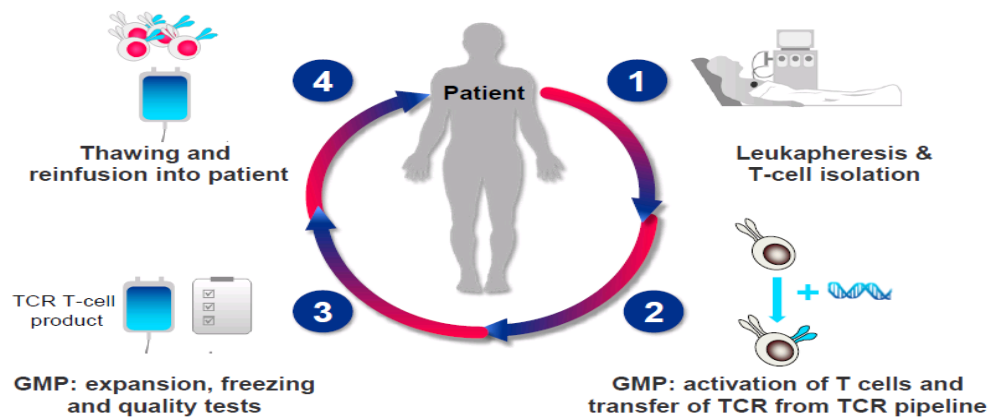 4
Patient
1
Thawing and
reinfusion into patient
Leukapheresis &
T-cell isolation
TCR T-cell
product
3
2
+
GMP: expansion, freezing
and quality tests
GMP: activation of T cells and
transfer of TCR from TCR pipeline